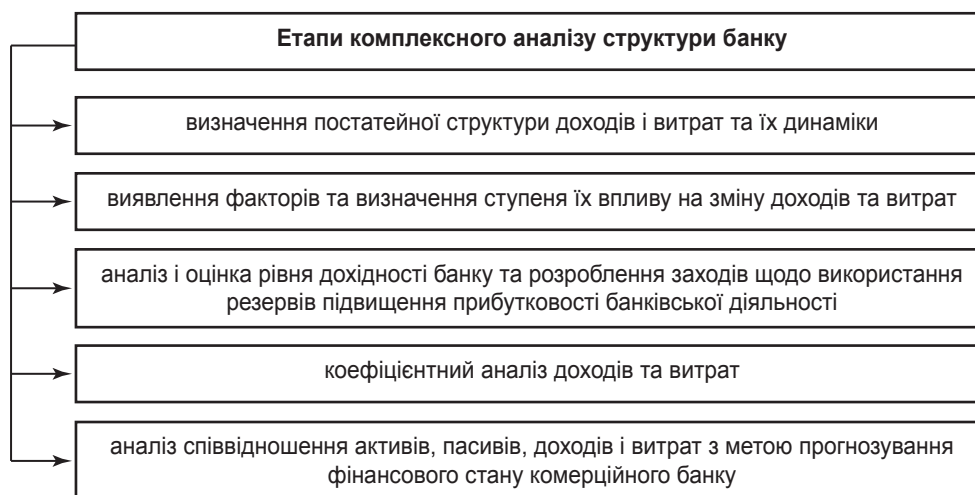 Етапи комплексного аналізу структури банку
визначення постатейної структури доходів і витрат та їх динаміки
виявлення факторів та визначення ступеня їх впливу на зміну доходів та витрат
аналіз і оцінка рівня дохідності банку та розроблення заходів щодо використання
резервів підвищення прибутковості банківської діяльності
коефіцієнтний аналіз доходів та витрат
аналіз співвідношення активів, пасивів, доходів і витрат з метою прогнозування
фінансового стану комерційного банку